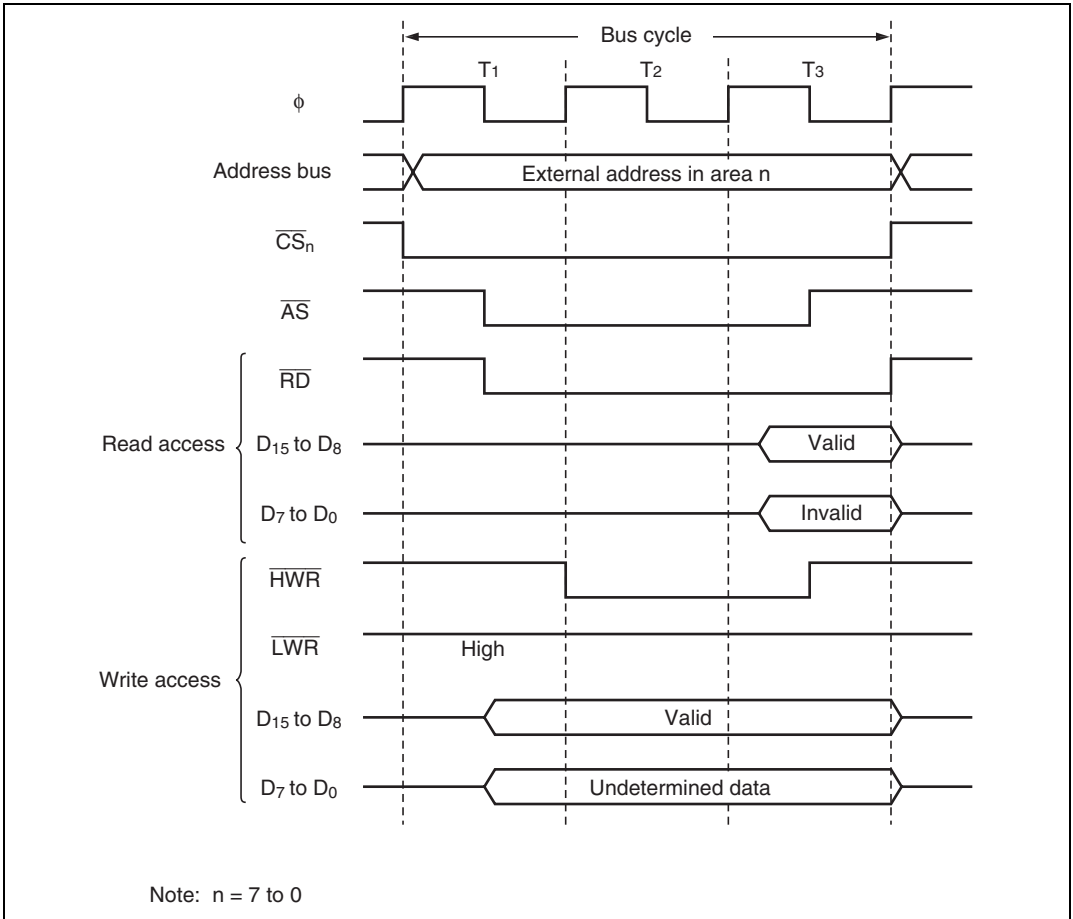 Bus cycle
T1 T2 T3
ϕ
Address bus External address in area n
CSn
AS
RD
Read access D15 to D8 Valid
D7 to D0 Invalid
HWR
LWR High
Write access
D15 to D8 Valid
D7 to D0 Undetermined data
Note: n = 7 to 0